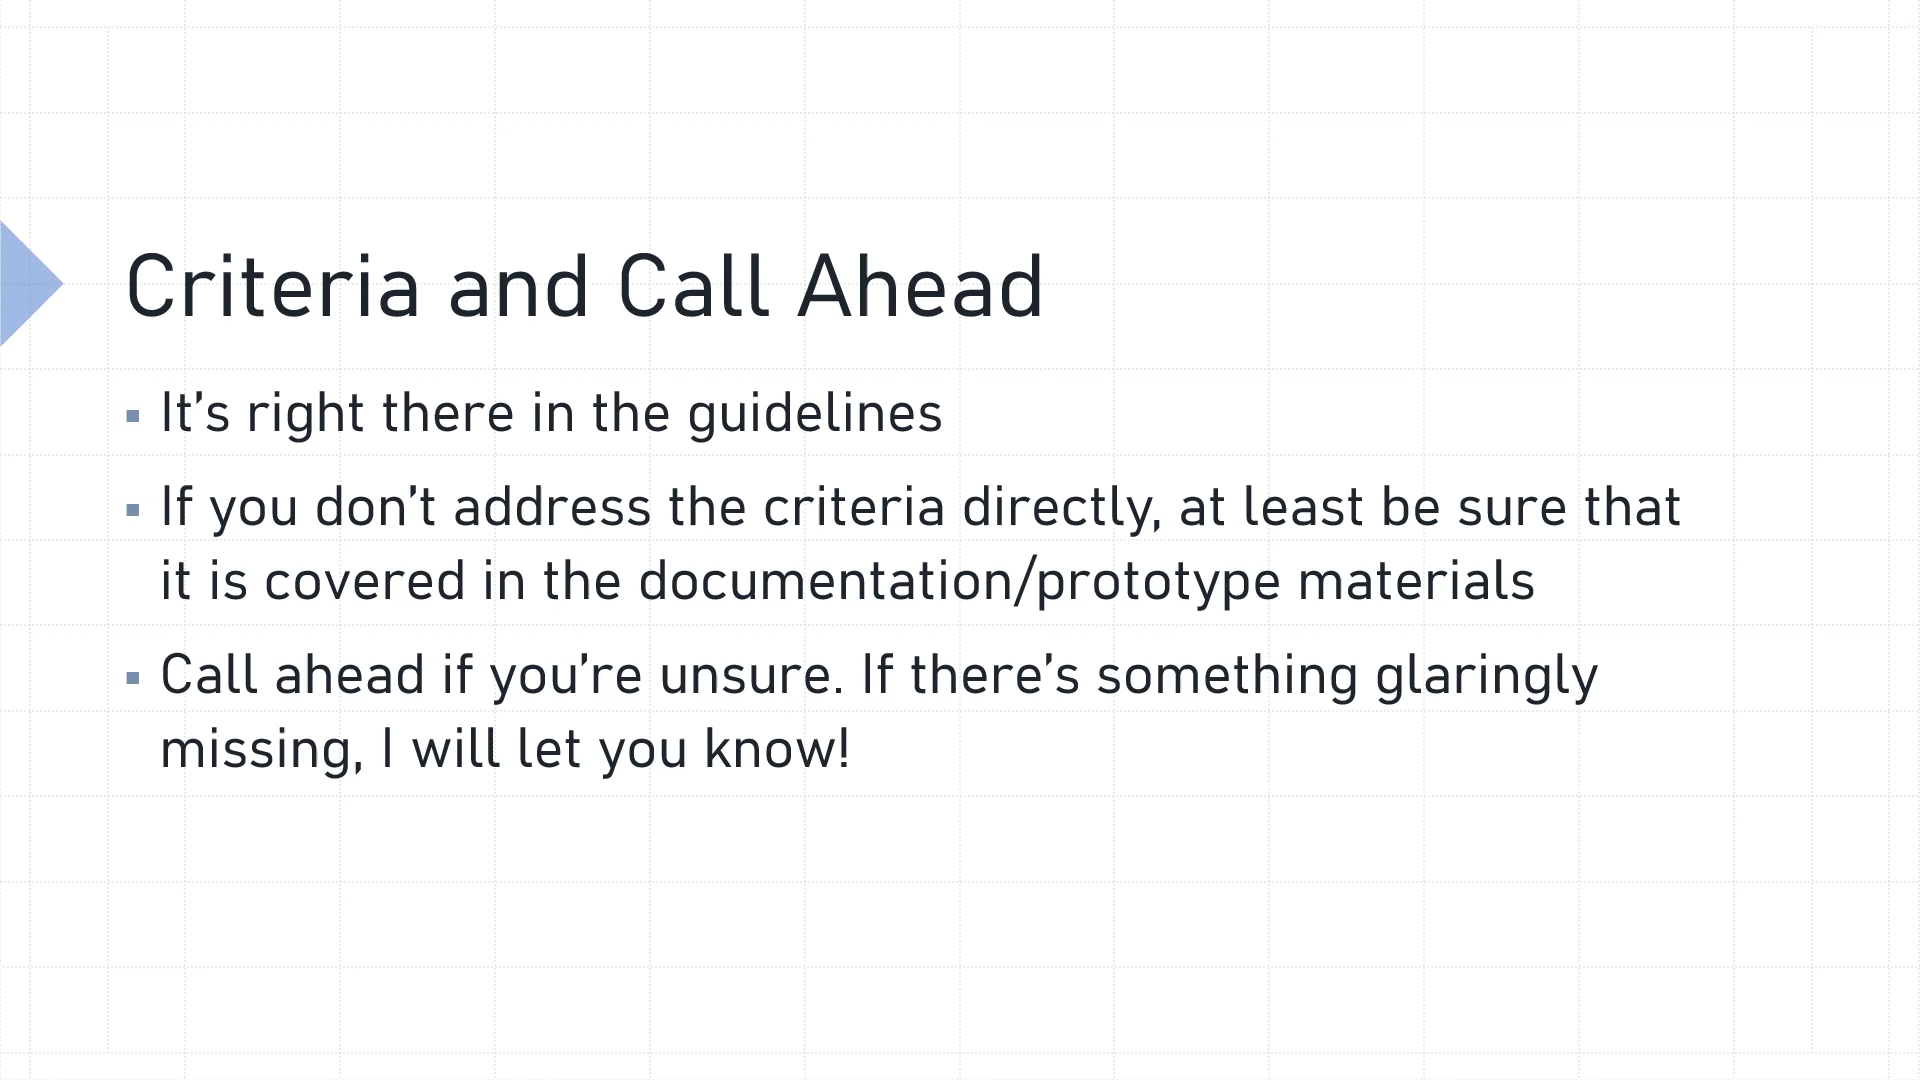 Criteria and Call Ahead
▪ It’s right there in the guidelines
▪ If you don’t address the criteria directly, at least be sure that
it is covered in the documentation/prototype materials
▪ Call ahead if you’re unsure. If there’s something glaringly
missing, I will let you know!